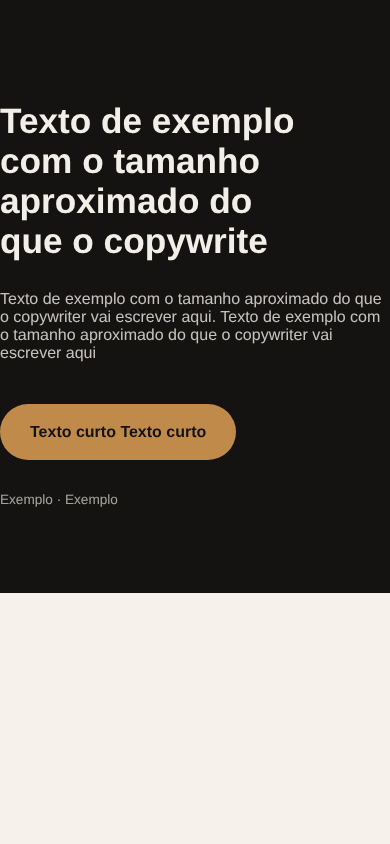 Texto de exemplo
com o tamanho
aproximado do
que o copywrite
Texto de exemplo com o tamanho aproximado do que
o copywriter vai escrever aqui. Texto de exemplo com
o tamanho aproximado do que o copywriter vai
escrever aqui
Texto curto Texto curto
Exemplo · Exemplo